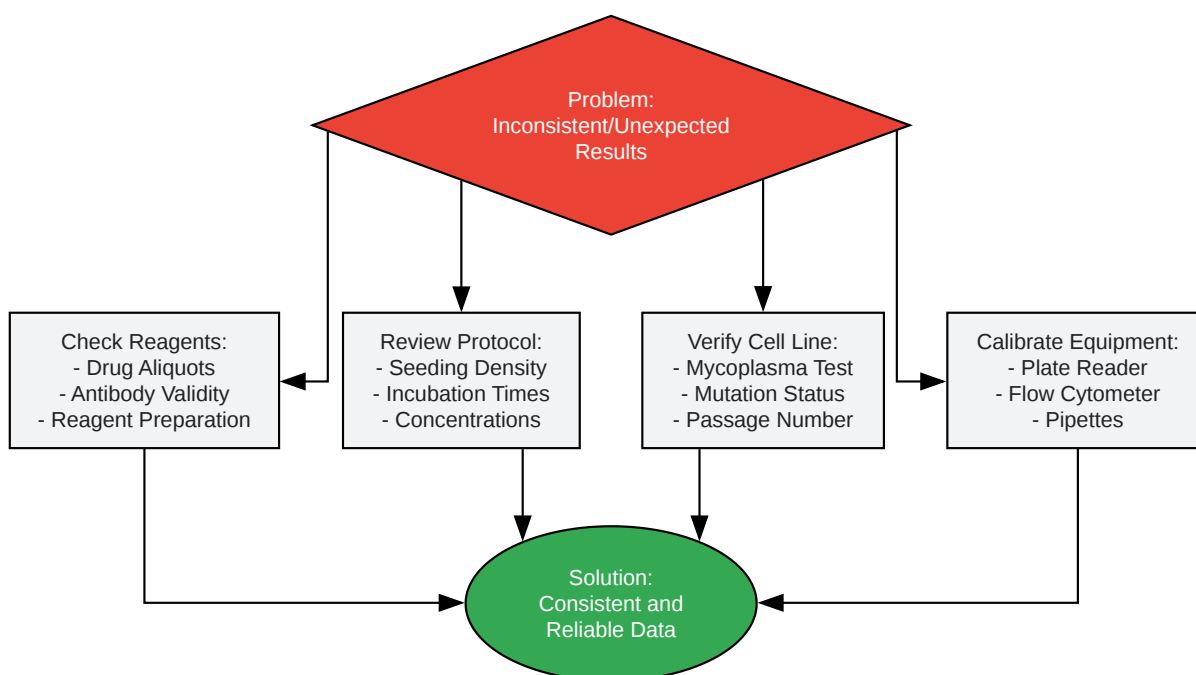 Problem:
Inconsistent/Unexpected
Results
Check Reagents:
- Drug Aliquots
- Antibody Validity
- Reagent Preparation
Review Protocol:
- Seeding Density
- Incubation Times
- Concentrations
Verify Cell Line:
- Mycoplasma Test
- Mutation Status
- Passage Number
Calibrate Equipment:
- Plate Reader
- Flow Cytometer
- Pipettes
Solution:
Consistent and
Reliable Data